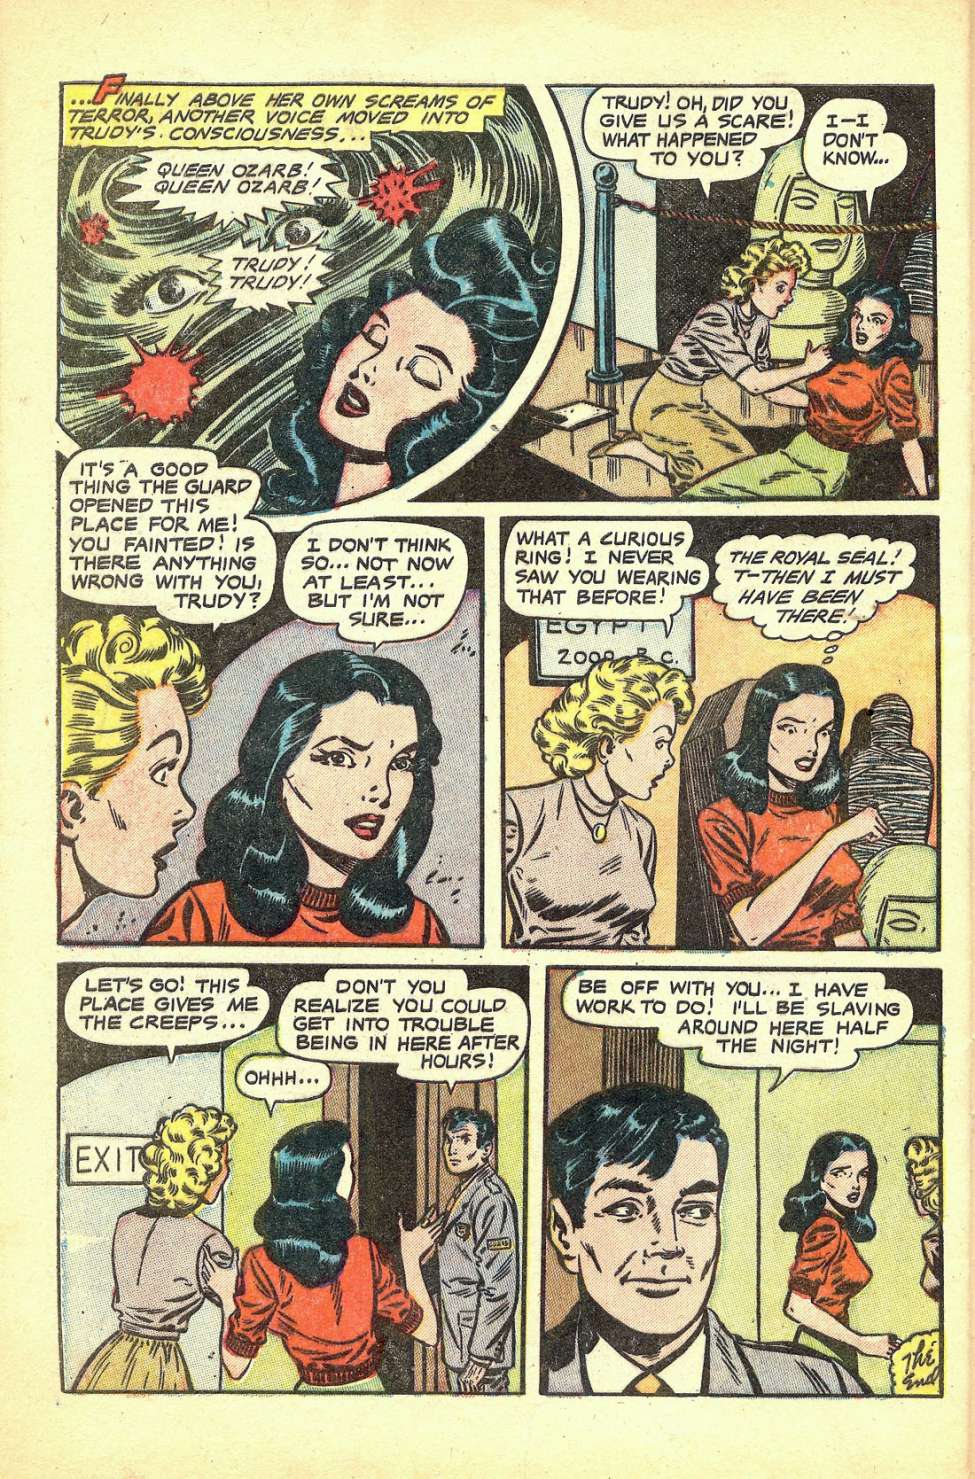 ...FINALLY ABOVE HER OWN SCREAMS OF
TERROR, ANOTHER VOICE MOVED INTO
TRUDY'S CONSCIOUSNESS...
QUEEN OZARB!
QUEEN OZARB!
TRUDY!
TRUDY!
TRUDY! OH, DID YOU
GIVE US A SCARE!
WHAT HAPPENED
TO YOU?
I-I
DON'T
KNOW...
IT'S A GOOD
THING THE GUARD
OPENED THIS
PLACE FOR ME!
YOU FAINTED! IS
THERE ANYTHING
WRONG WITH YOU,
TRUDY?
I DON'T THINK
SO... NOT NOW
AT LEAST...
BUT I'M NOT
SURE...
WHAT A CURIOUS
RING! I NEVER
SAW YOU WEARING
THAT BEFORE!
THE ROYAL SEAL!
T-THEN I MUST
HAVE BEEN
THERE!
EGYPT
2000 B.C.
LET'S GO! THIS
PLACE GIVES ME
THE CREEPS...
OHHH...
DON'T YOU
REALIZE YOU COULD
GET INTO TROUBLE
BEING IN HERE AFTER
HOURS!
EXIT
BE OFF WITH YOU... I HAVE
WORK TO DO! I'LL BE SLAVING
AROUND HERE HALF
THE NIGHT!
The
End